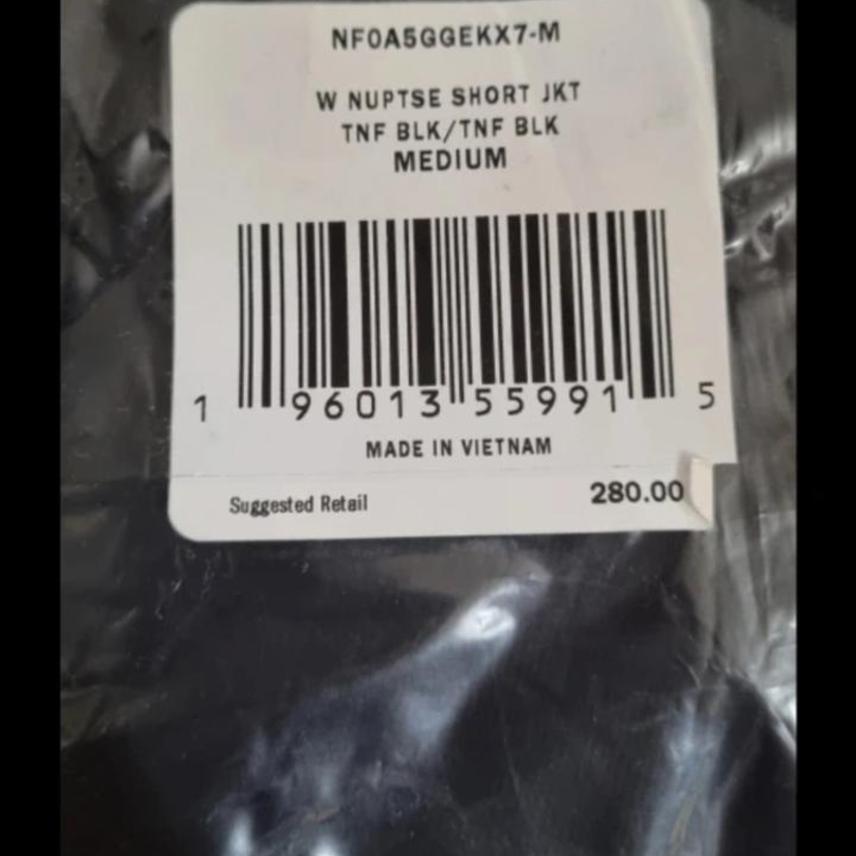 NF0A5GGEKX7-M
W NUPTSE SHORT JKT
TNF BLK/TNF BLK
MEDIUM
1 96013 55991 5
MADE IN VIETNAM
Suggested Retail 280.00